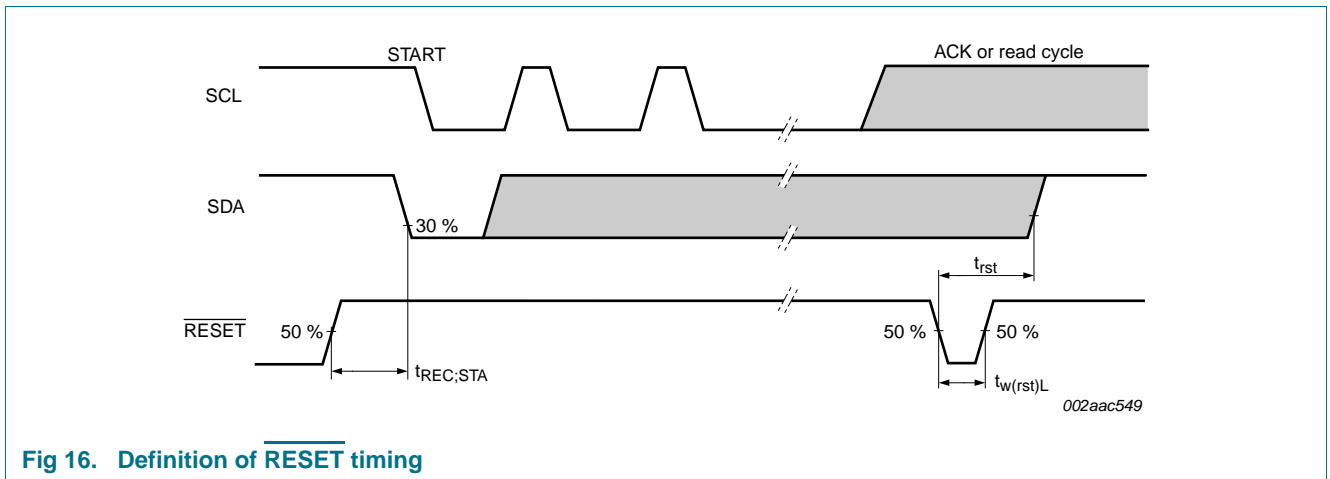 START
ACK or read cycle
SCL
SDA
30 %
t_rst
RESET
50 %
50 %
50 %
t_REC;STA
t_w(rst)L
002aac549
Fig 16. Definition of RESET timing